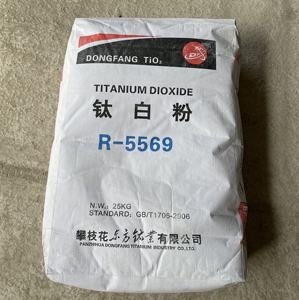 DONGFANG TiO₂
TITANIUM DIOXIDE
钛白粉
R-5569
N.W.: 25KG
STANDARD: GB/T1706-2006
攀枝花东方钛业有限公司
PANZHIHUA DONGFANG TITANIUM INDUSTRY CO.,LTD.